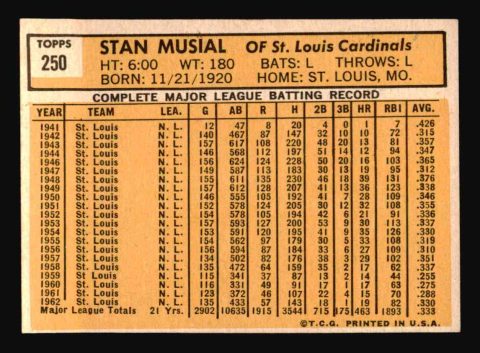 TOPPS
250
STAN MUSIAL OF St. Louis Cardinals
HT: 6:00 WT: 180 BATS: L THROWS: L
BORN: 11/21/1920 HOME: ST. LOUIS, MO.
COMPLETE MAJOR LEAGUE BATTING RECORD
YEAR TEAM LEA. G AB R H 2B 3B HR RBI AVG.
1941 St. Louis N. L. 12 47 8 20 4 0 1 7 .426
1942 St. Louis N. L. 140 467 87 147 32 10 10 72 .315
1943 St. Louis N. L. 157 617 108 220 48 20 13 81 .357
1944 St. Louis N. L. 146 568 112 197 51 14 12 94 .347
1946 St. Louis N. L. 156 624 124 228 50 20 16 103 .365
1947 St. Louis N. L. 149 587 113 183 30 13 19 95 .312
1948 St. Louis N. L. 155 611 135 230 46 18 39 131 .376
1949 St. Louis N. L. 157 612 128 207 41 13 36 123 .338
1950 St. Louis N. L. 146 555 105 192 41 7 28 109 .346
1951 St. Louis N. L. 152 578 124 205 30 12 32 108 .355
1952 St. Louis N. L. 154 578 105 194 42 6 21 91 .336
1953 St. Louis N. L. 157 593 127 200 53 9 30 113 .337
1954 St. Louis N. L. 153 591 120 195 41 9 35 126 .330
1955 St. Louis N. L. 154 562 97 179 30 5 33 108 .319
1956 St. Louis N. L. 156 594 87 184 33 6 27 109 .310
1957 St. Louis N. L. 134 502 82 176 38 3 29 102 .351
1958 St. Louis N. L. 135 472 64 159 35 2 17 62 .337
1959 St. Louis N. L. 115 341 37 87 13 2 14 44 .255
1960 St. Louis N. L. 116 331 49 91 17 1 17 63 .275
1961 St. Louis N. L. 123 372 46 107 22 4 15 70 .288
1962 St. Louis N. L. 135 433 57 143 18 1 19 82 .330
Major League Totals 21 Yrs. 2902 10635 1915 3544 715 175 463 1893 .333
©T.C.G. PRINTED IN U.S.A.